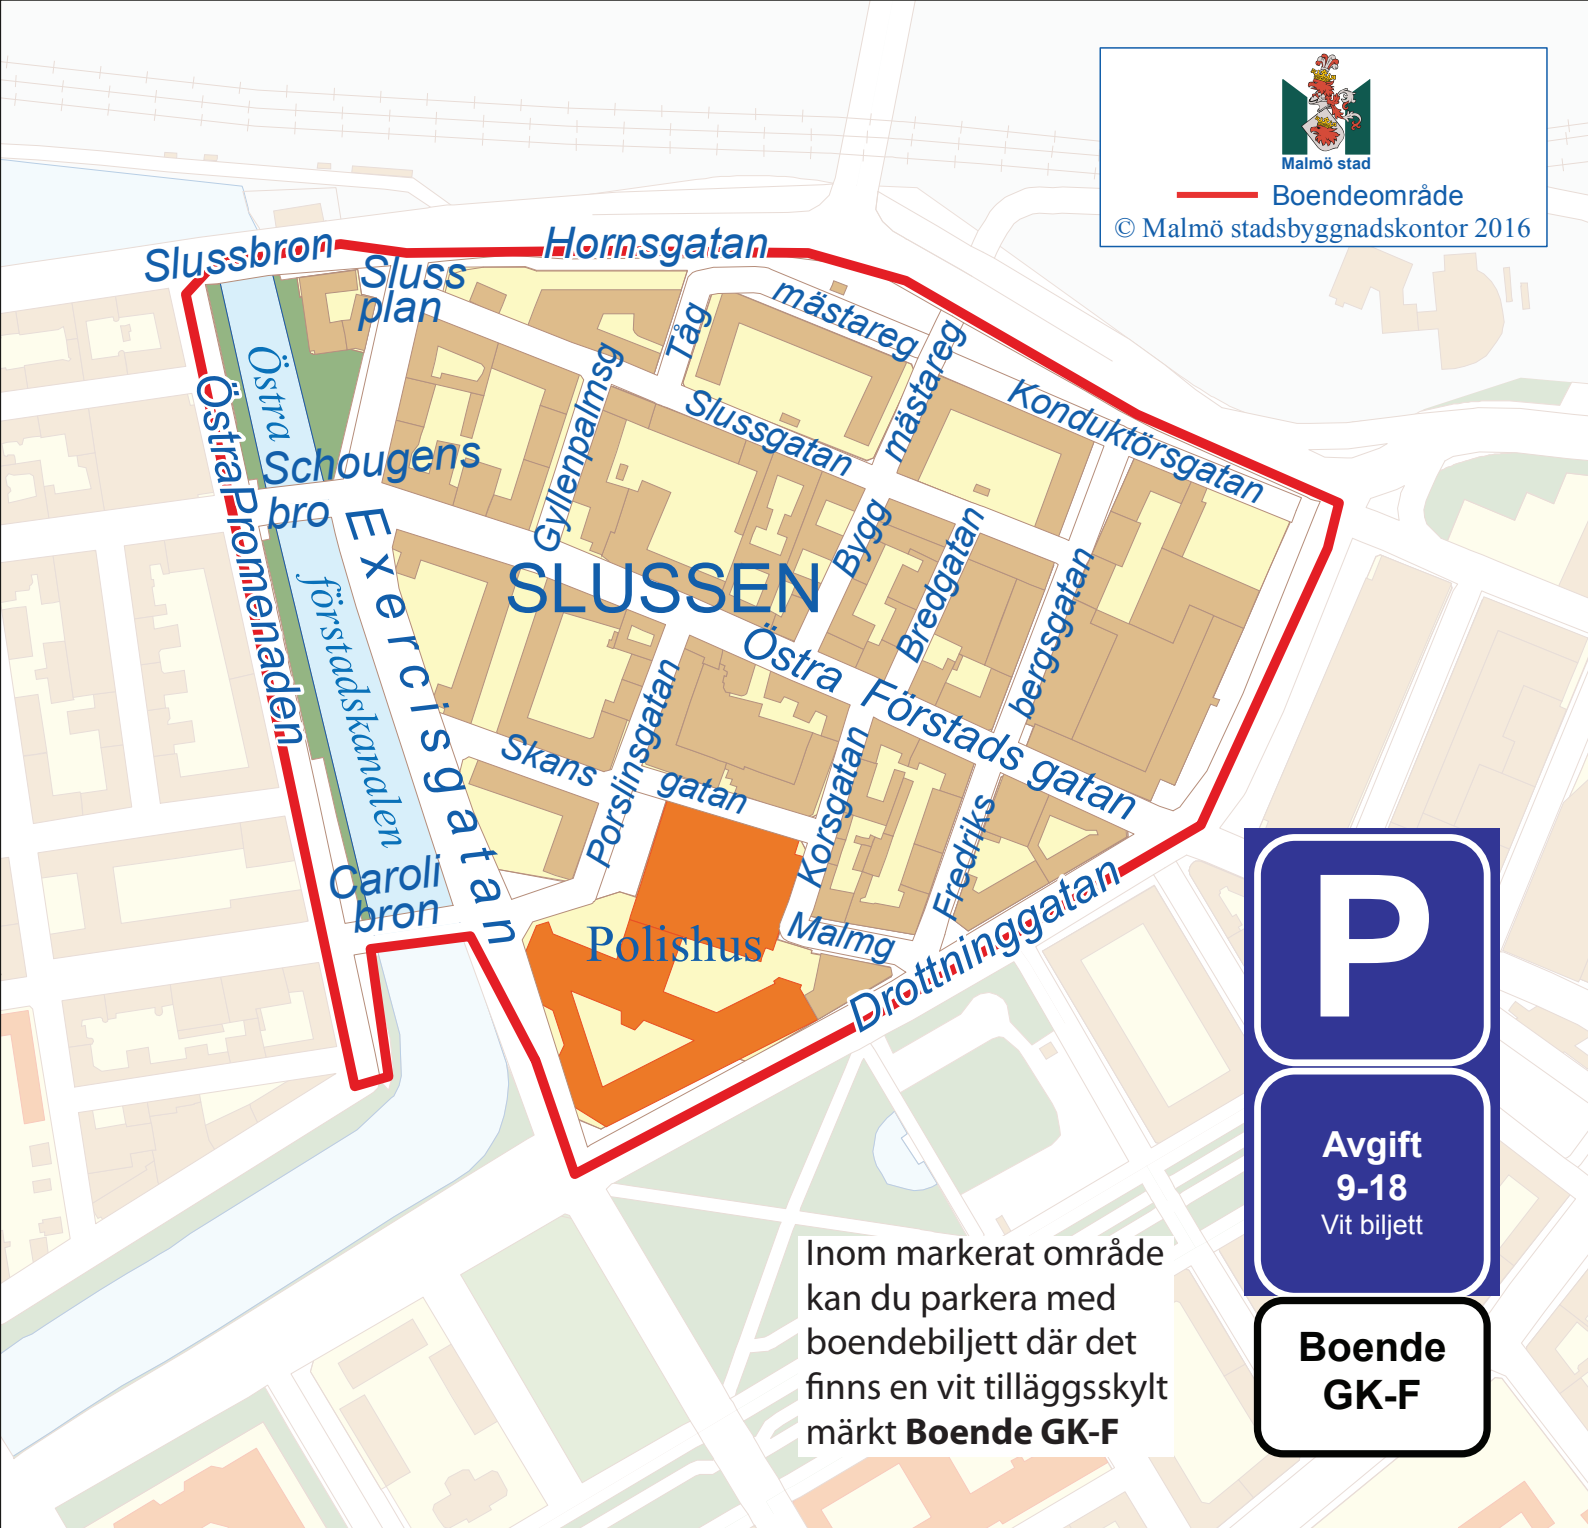 Malmö stad
Boendeområde
© Malmö stadsbyggnadskontor 2016
Slussbron
Hornsgatan
Sluss
plan
Tåg
mästareg
mästareg
Konduktörsgatan
Östra
Gyllenpalmsg
Slussgatan
Östra Promenaden
Schougens
bro
Exercisgatan
Bygg
Bredgatan
SLUSSEN
bergsgatan
förstadskanalen
Östra Förstadsgatan
Porslinsgatan
Skans
gatan
Korsgatan
Fredriks
Caroli
bron
Polishus
Malmg
Drottninggatan
P
Avgift
9-18
Vit biljett
Boende
GK-F
Inom markerat område
kan du parkera med
boendebiljett där det
finns en vit tilläggsskylt
märkt Boende GK-F